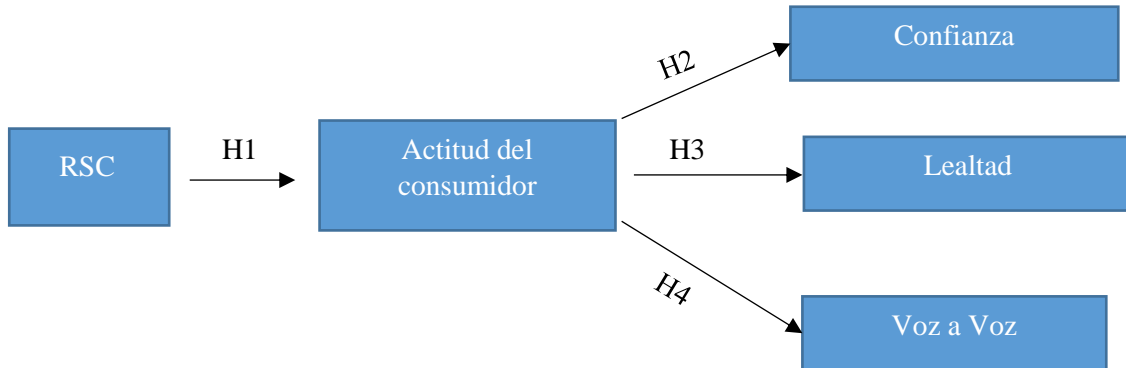 RSC
H1
Actitud del
consumidor
H2
H3
H4
Confianza
Lealtad
Voz a Voz